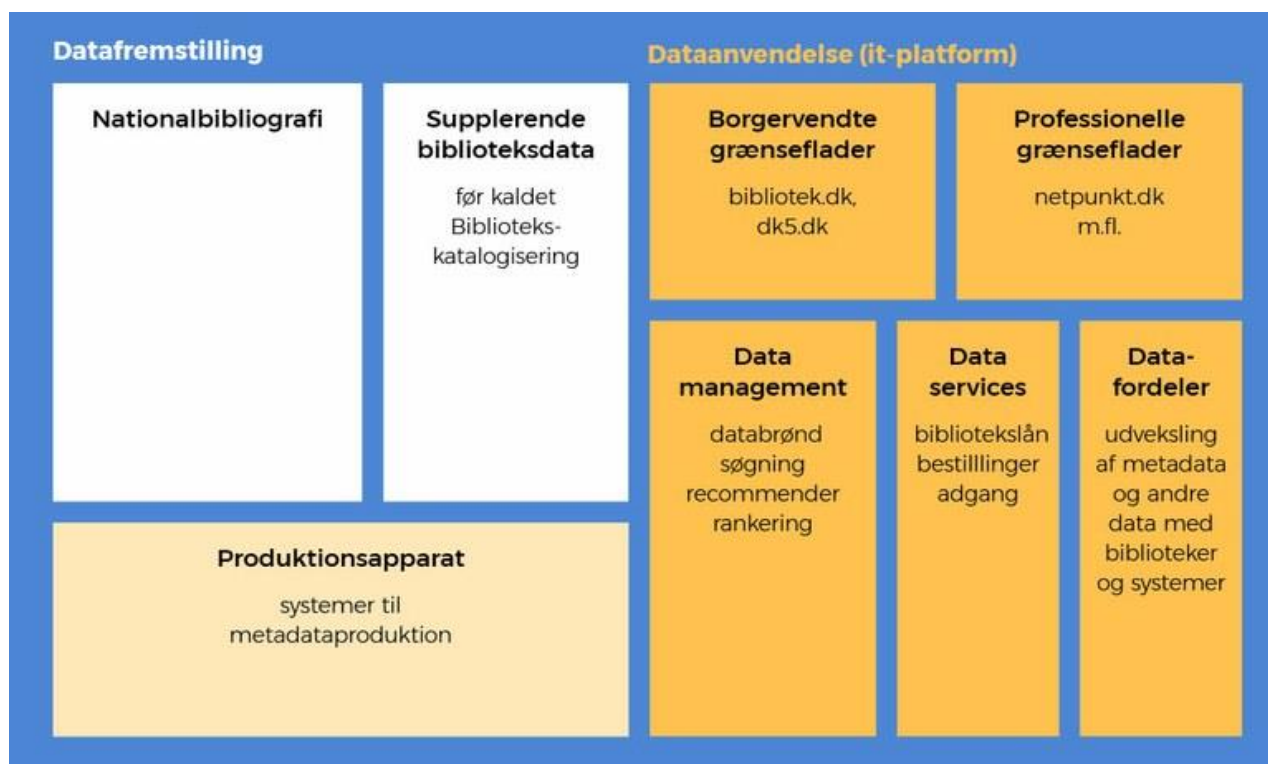 Datafremstilling
Nationalbibliografi
Supplerende
biblioteksdata
før kaldet
Biblioteks-
katalogisering
Produktionsapparat
systemer til
metadataproduktion
Dataanvendelse (it-platform)
Borgervendte
grænseflader
bibliotek.dk,
dk5.dk
Professionelle
grænseflader
netpunkt.dk
m.fl.
Data
management
databrønd
søgning
recommender
rankering
Data
services
bibliotekslån
bestilllinger
adgang
Data-
fordeler
udveksling
af metadata
og andre
data med
biblioteker
og systemer